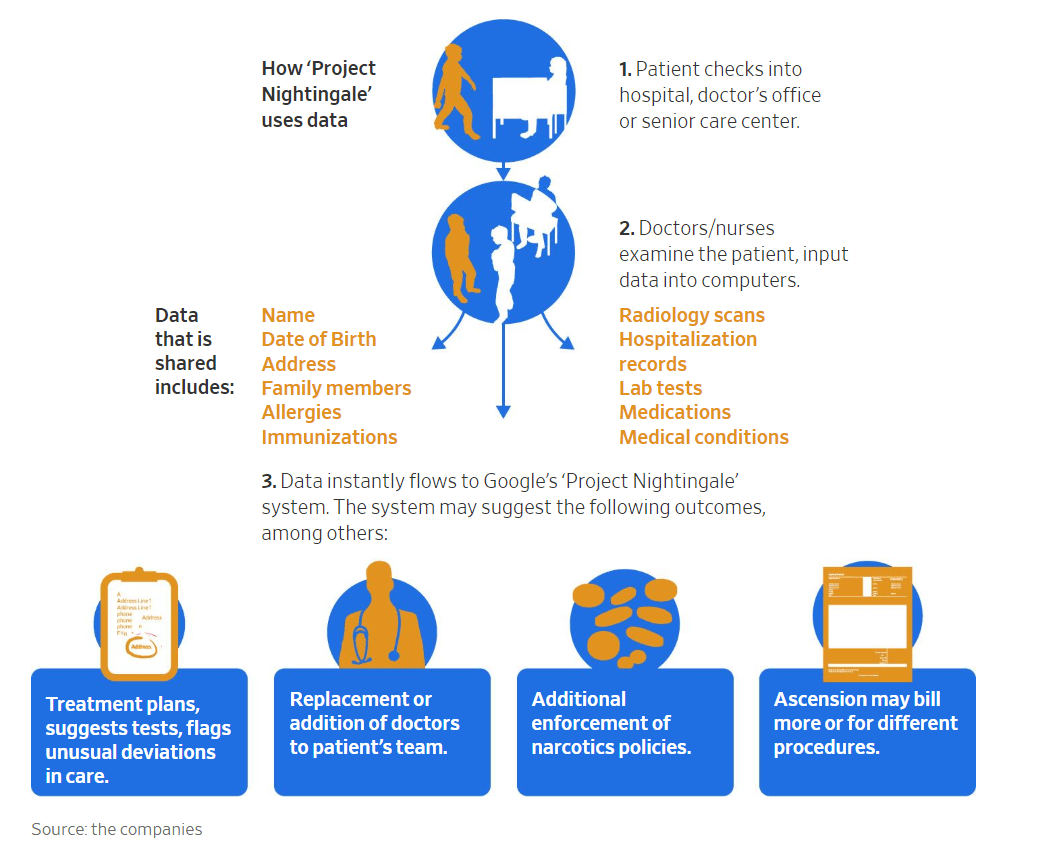 How ‘Project
Nightingale’
uses data
1. Patient checks into
hospital, doctor’s office
or senior care center.
2. Doctors/nurses
examine the patient, input
data into computers.
Data
that is
shared
includes:
Name
Date of Birth
Address
Family members
Allergies
Immunizations
Radiology scans
Hospitalization
records
Lab tests
Medications
Medical conditions
3. Data instantly flows to Google’s ‘Project Nightingale’
system. The system may suggest the following outcomes,
among others:
A
Address Line 1
Address Line 1
phone
phone Address
phone
Address
Treatment plans,
suggests tests, flags
unusual deviations
in care.
Replacement or
addition of doctors
to patient’s team.
Additional
enforcement of
narcotics policies.
Ascension may bill
more or for different
procedures.
Source: the companies